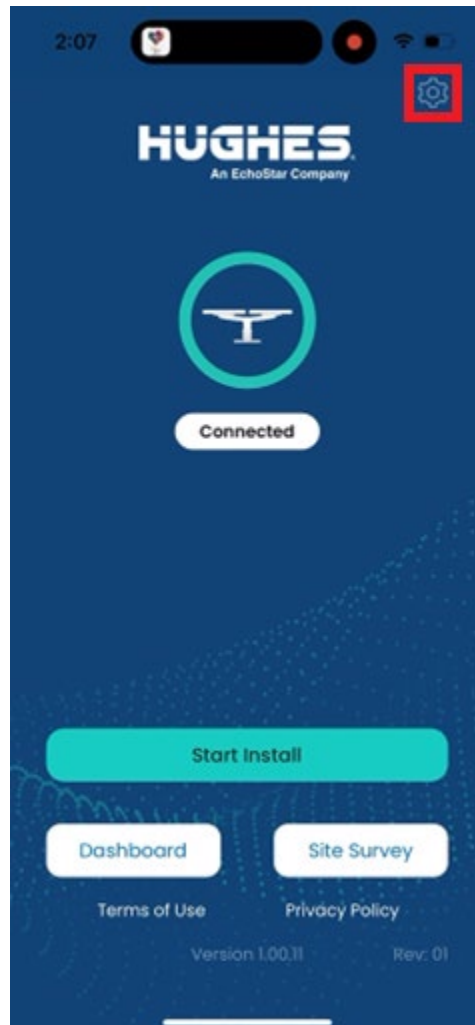 2:07
HUGHES.
An EchoStar Company
Connected
Start Install
Dashboard Site Survey
Terms of Use Privacy Policy
Version 1.00.11 Rev: 01